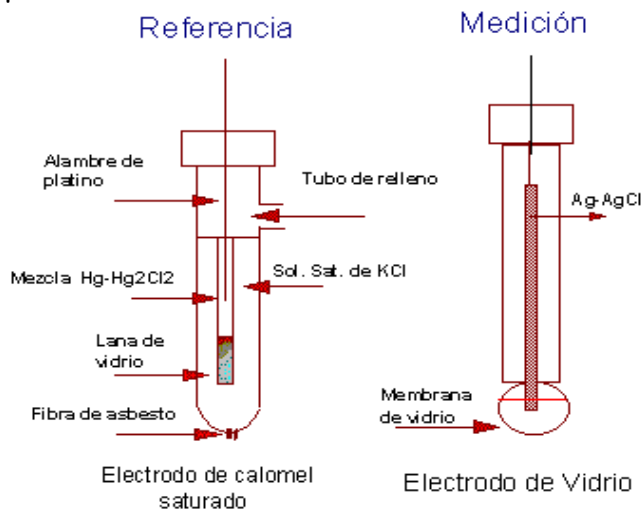 Referencia
Medición
Alambre de
platino
Tubo de relleno
Ag-AgCl
Mezcla Hg-Hg2Cl2
Sol. Sat. de KCl
Lana de
vidrio
Membrana
de vidrio
Fibra de asbesto
Electrodo de calomel
saturado
Electrodo de Vidrio